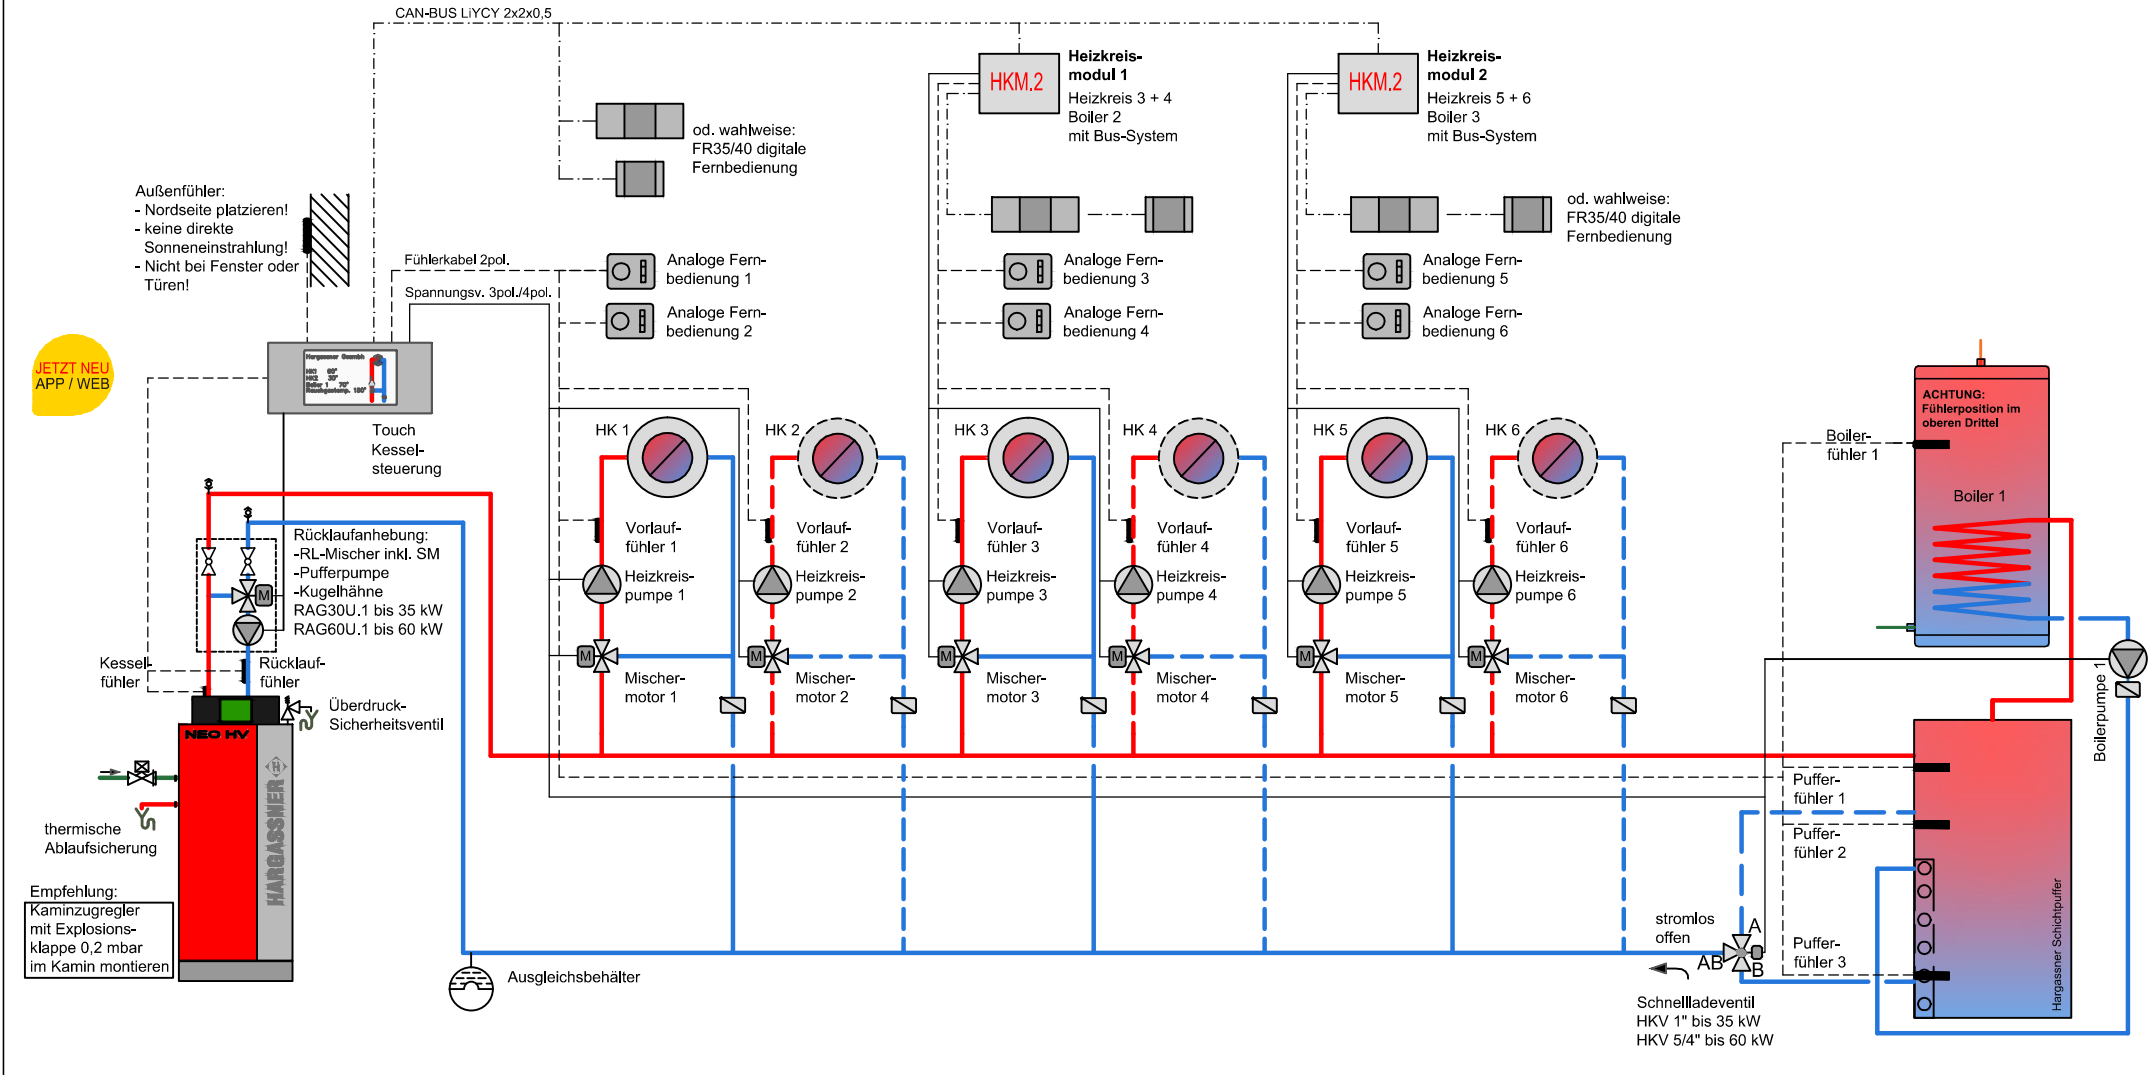 CAN-BUS LiYCY 2x2x0,5
HKM.2
Heizkreis-
modul 1
Heizkreis 3 + 4
Boiler 2
mit Bus-System
HKM.2
Heizkreis-
modul 2
Heizkreis 5 + 6
Boiler 3
mit Bus-System
od. wahlweise:
FR35/40 digitale
Fernbedienung
Außenfühler:
- Nordseite platzieren!
- keine direkte
Sonneneinstrahlung!
- Nicht bei Fenster oder
Türen!
od. wahlweise:
FR35/40 digitale
Fernbedienung
Fühlerkabel 2pol.
Spannungsv. 3pol./4pol.
Analoge Fern-
bedienung 1
Analoge Fern-
bedienung 2
Analoge Fern-
bedienung 3
Analoge Fern-
bedienung 4
Analoge Fern-
bedienung 5
Analoge Fern-
bedienung 6
JETZT NEU
APP / WEB
Hargassner Gsmbh
HK1 60°
HK2 30°
Boiler 1 70°
Rauchgastemp. 150°
Touch
Kessel-
steuerung
HK 1
HK 2
HK 3
HK 4
HK 5
HK 6
ACHTUNG:
Fühlerposition im
oberen Drittel
Boiler-
fühler 1
Boiler 1
Rücklaufanhebung:
-RL-Mischer inkl. SM
-Pufferpumpe
-Kugelhähne
RAG30U.1 bis 35 kW
RAG60U.1 bis 60 kW
M
Vorlauf-
fühler 1
Vorlauf-
fühler 2
Vorlauf-
fühler 3
Vorlauf-
fühler 4
Vorlauf-
fühler 5
Vorlauf-
fühler 6
Heizkreis-
pumpe 1
Heizkreis-
pumpe 2
Heizkreis-
pumpe 3
Heizkreis-
pumpe 4
Heizkreis-
pumpe 5
Heizkreis-
pumpe 6
M
M
M
M
M
M
Mischer-
motor 1
Mischer-
motor 2
Mischer-
motor 3
Mischer-
motor 4
Mischer-
motor 5
Mischer-
motor 6
Kessel-
fühler
Rücklauf-
fühler
Überdruck-
Sicherheitsventil
Boilerpumpe 1
NEO HV
HARGASSNER
H
thermische
Ablaufsicherung
Empfehlung:
Kaminzugregler
mit Explosions-
klappe 0,2 mbar
im Kamin montieren
Ausgleichsbehälter
Puffer-
fühler 1
Puffer-
fühler 2
Puffer-
fühler 3
Hargassner Schichtpuffer
stromlos
offen
A
AB
B
Schnellladeventil
HKV 1" bis 35 kW
HKV 5/4" bis 60 kW